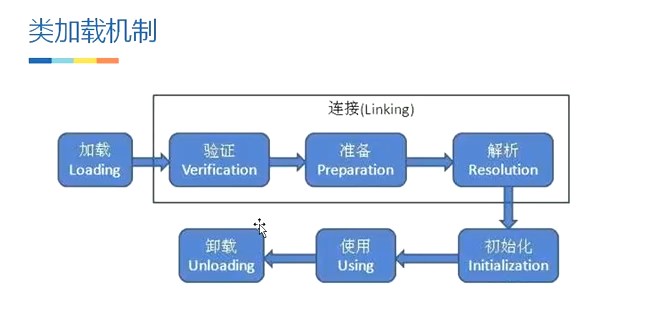 类加载机制
连接(Linking)
加载
Loading
验证
Verification
准备
Preparation
解析
Resolution
初始化
Initialization
使用
Using
卸载
Unloading